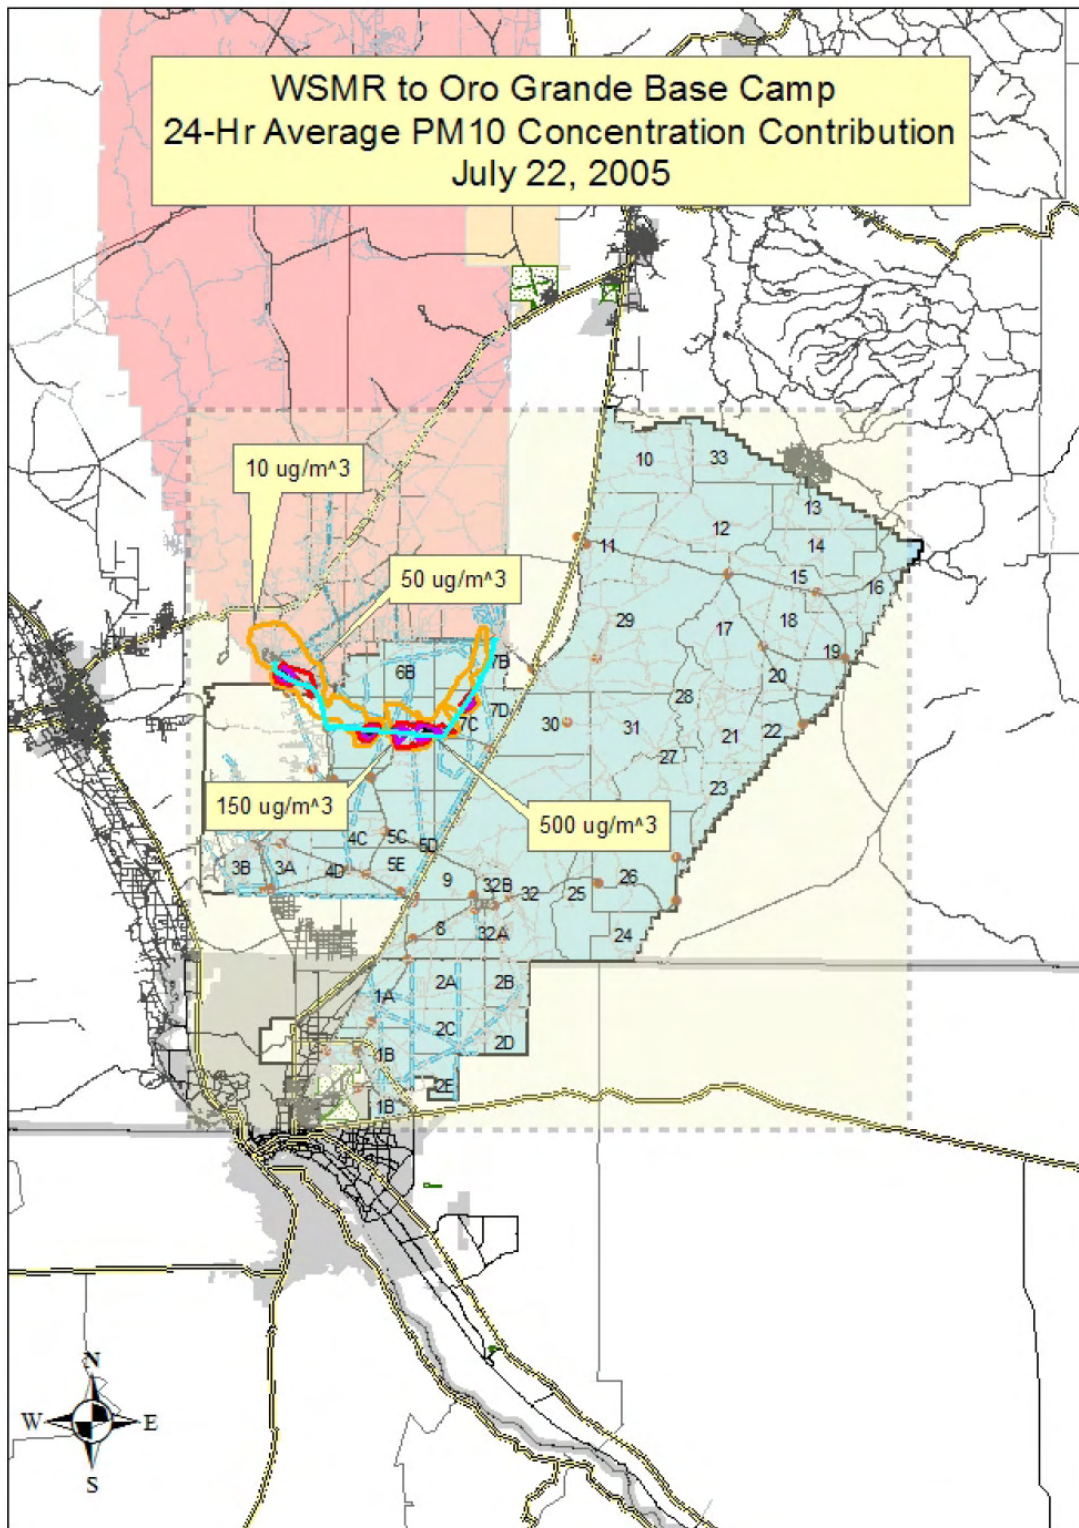 WSMR to Oro Grande Base Camp
24-Hr Average PM10 Concentration Contribution
July 22, 2005
10 ug/m^3
50 ug/m^3
150 ug/m^3
500 ug/m^3
10
33
13
12
14
11
15
16
29
17
18
19
6B
7B
20
28
7D
30
31
7C
21
22
27
23
4C
5C
5D
3B
3A
4D
5E
9
32B
32
25
26
8
32A
24
2A
2B
1A
2C
2D
1B
2E
1B
N
W
E
S